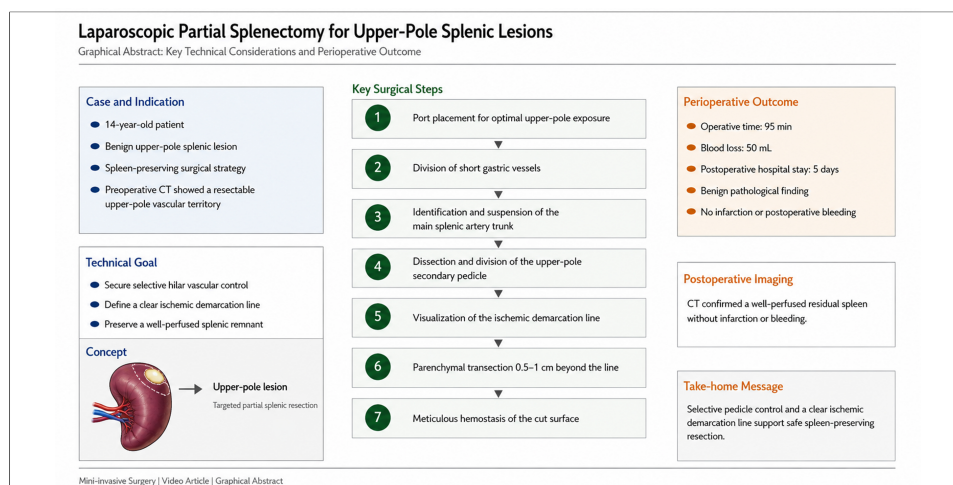 Laparoscopic Partial Splenectomy for Upper-Pole Splenic Lesions
Graphical Abstract: Key Technical Considerations and Perioperative Outcome
Case and Indication
14-year-old patient
Benign upper-pole splenic lesion
Spleen-preserving surgical strategy
Preoperative CT showed a resectable
upper-pole vascular territory
Technical Goal
Secure selective hilar vascular control
Define a clear ischemic demarcation line
Preserve a well-perfused splenic remnant
Concept
Upper-pole lesion
Targeted partial splenic resection
Key Surgical Steps
1 Port placement for optimal upper-pole exposure
2 Division of short gastric vessels
3 Identification and suspension of the
main splenic artery trunk
4 Dissection and division of the upper-pole
secondary pedicle
5 Visualization of the ischemic demarcation line
6 Parenchymal transection 0.5–1 cm beyond the line
7 Meticulous hemostasis of the cut surface
Perioperative Outcome
Operative time: 95 min
Blood loss: 50 mL
Postoperative hospital stay: 5 days
Benign pathological finding
No infarction or postoperative bleeding
Postoperative Imaging
CT confirmed a well-perfused residual spleen
without infarction or bleeding.
Take-home Message
Selective pedicle control and a clear ischemic
demarcation line support safe spleen-preserving
resection.
Mini-invasive Surgery | Video Article | Graphical Abstract